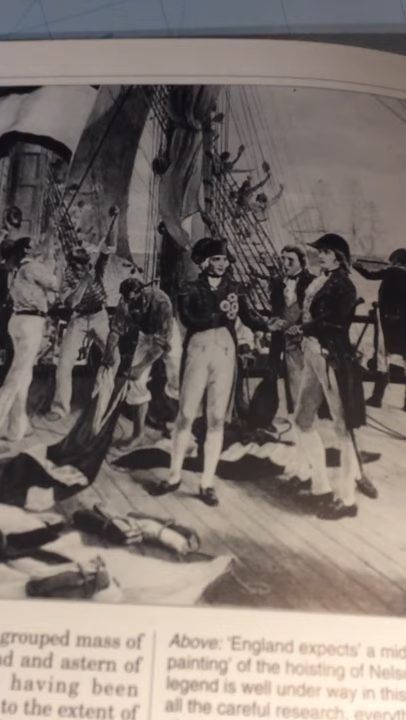 grouped mass of
nd and astern of
having been
to the extent of
Above: 'England expects' a mid
painting' of the hoisting of Nels
legend is well under way in this
all the careful research, everyt